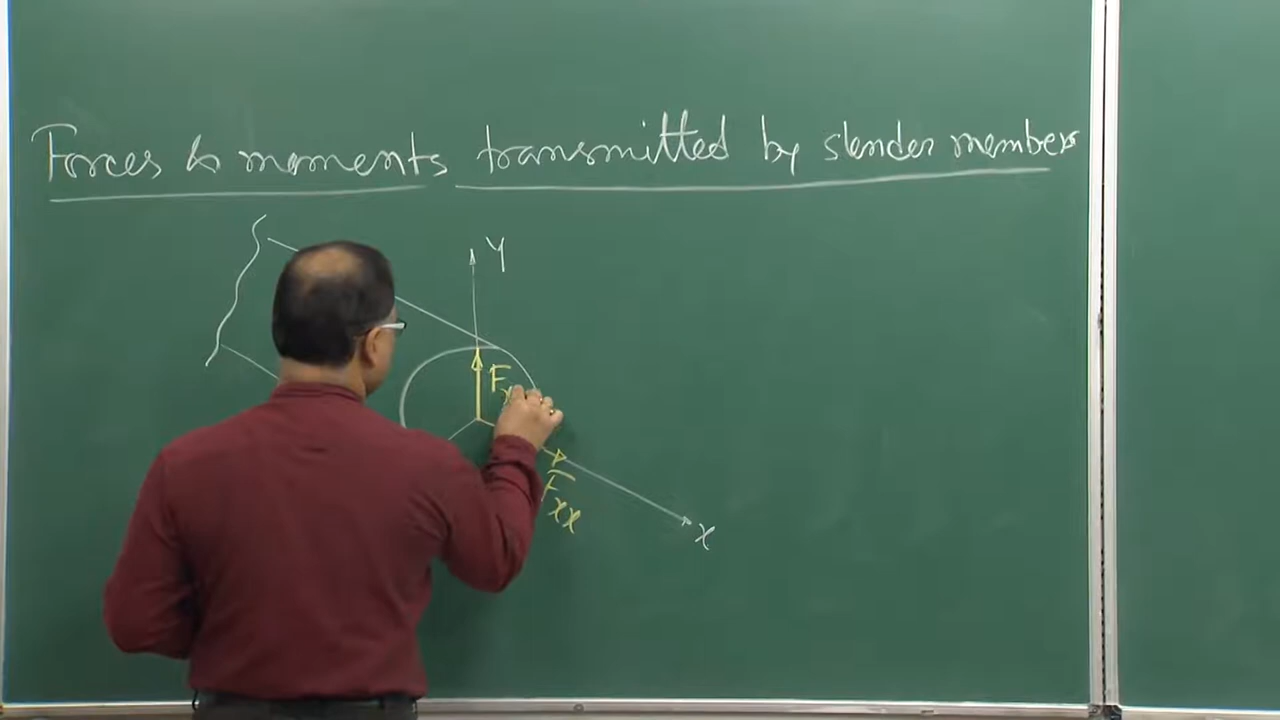 Forces & moments transmitted by slender members
Y
F
Fxx
x